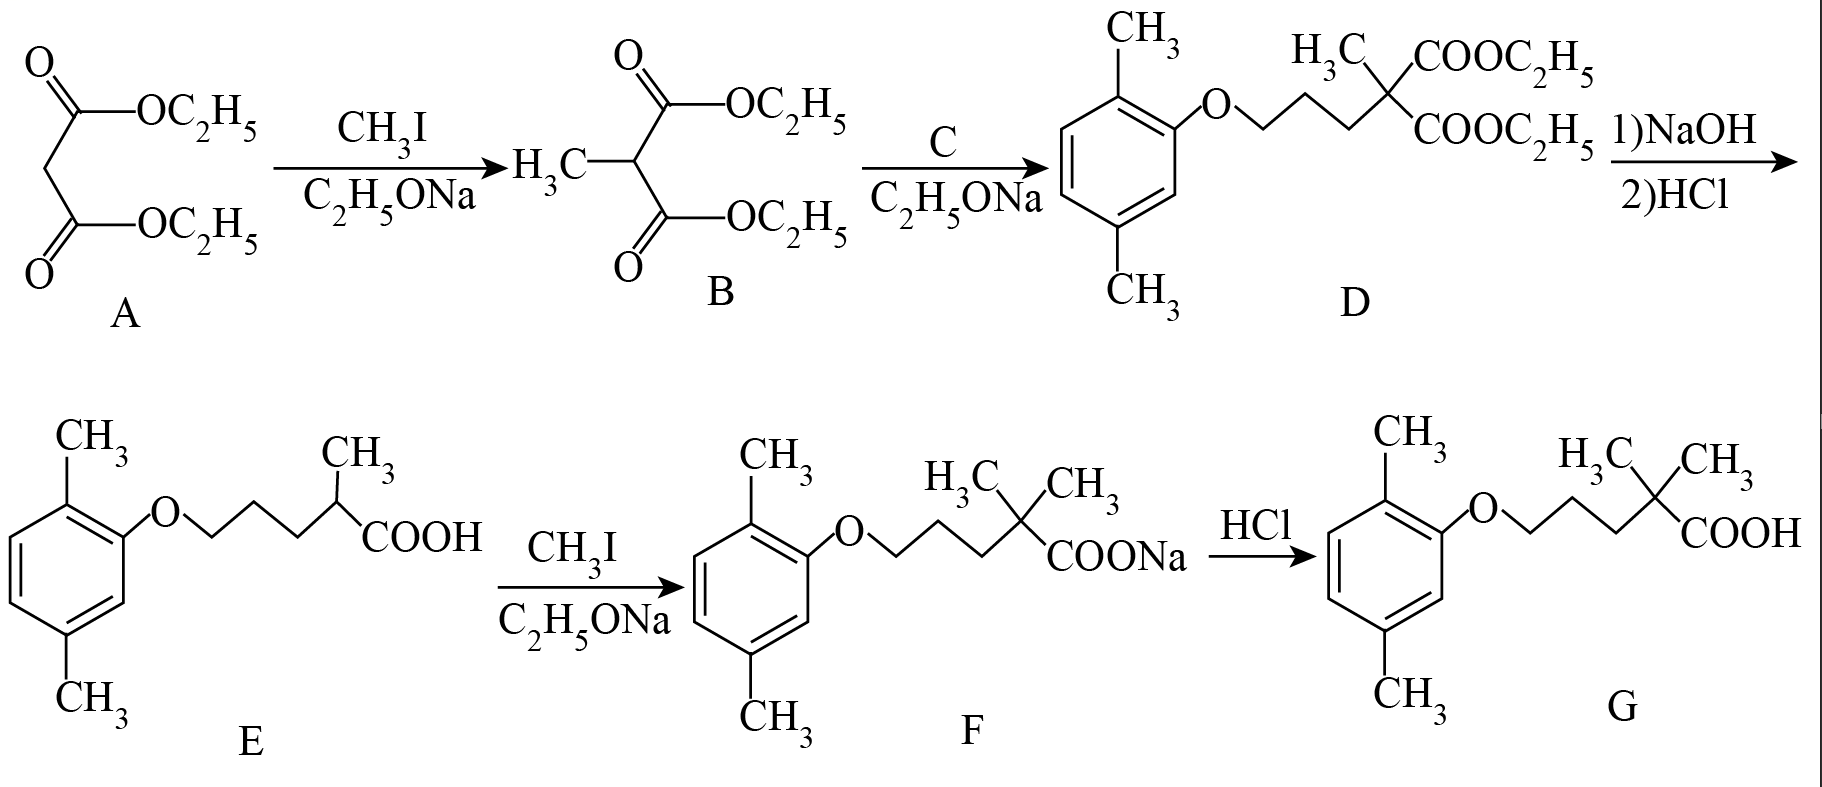 O
OC₂H₅
OC₂H₅
O
A
CH₃I
C₂H₅ONa
O
OC₂H₅
H₃C
OC₂H₅
O
B
C
C₂H₅ONa
CH₃
O
H₃C
COOC₂H₅
COOC₂H₅
CH₃
D
1)NaOH
2)HCl
CH₃
O
CH₃
COOH
CH₃
E
CH₃I
C₂H₅ONa
CH₃
O
H₃C
CH₃
COONa
CH₃
F
HCl
CH₃
O
H₃C
CH₃
COOH
CH₃
G